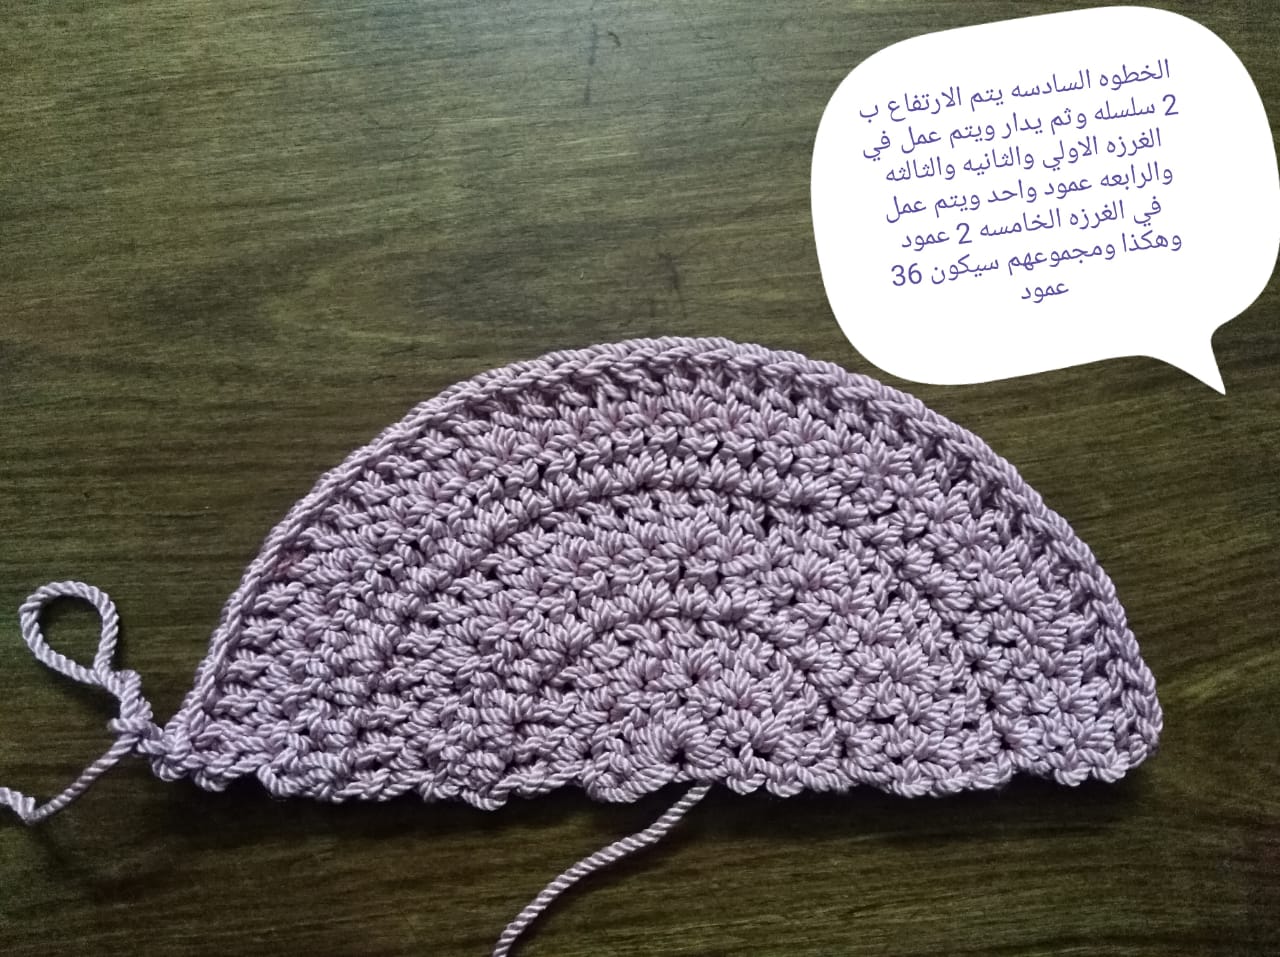 الخطوه السادسه يتم الارتفاع ب
2 سلسله وثم يدار ويتم عمل في
الغرزه الاولي والثانيه والثالثه
والرابعه عمود واحد ويتم عمل
في الغرزه الخامسه 2 عمود
وهكذا ومجموعهم سيكون 36
عمود